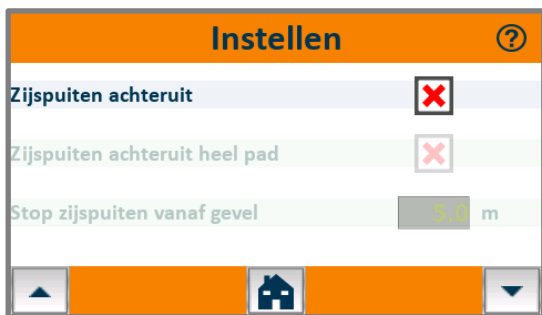 Instellen ?
Zijspuiten achteruit
Zijspuiten achteruit heel pad
Stop zijspuiten vanaf gevel 5.0 m